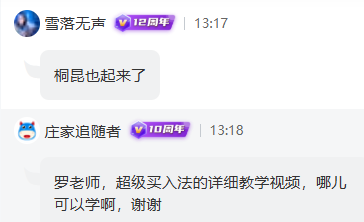 雪落无声 12周年 13:17
桐昆也起来了
庄家追随者 10周年 13:18
罗老师，超级买入法的详细教学视频，哪儿
可以学啊，谢谢